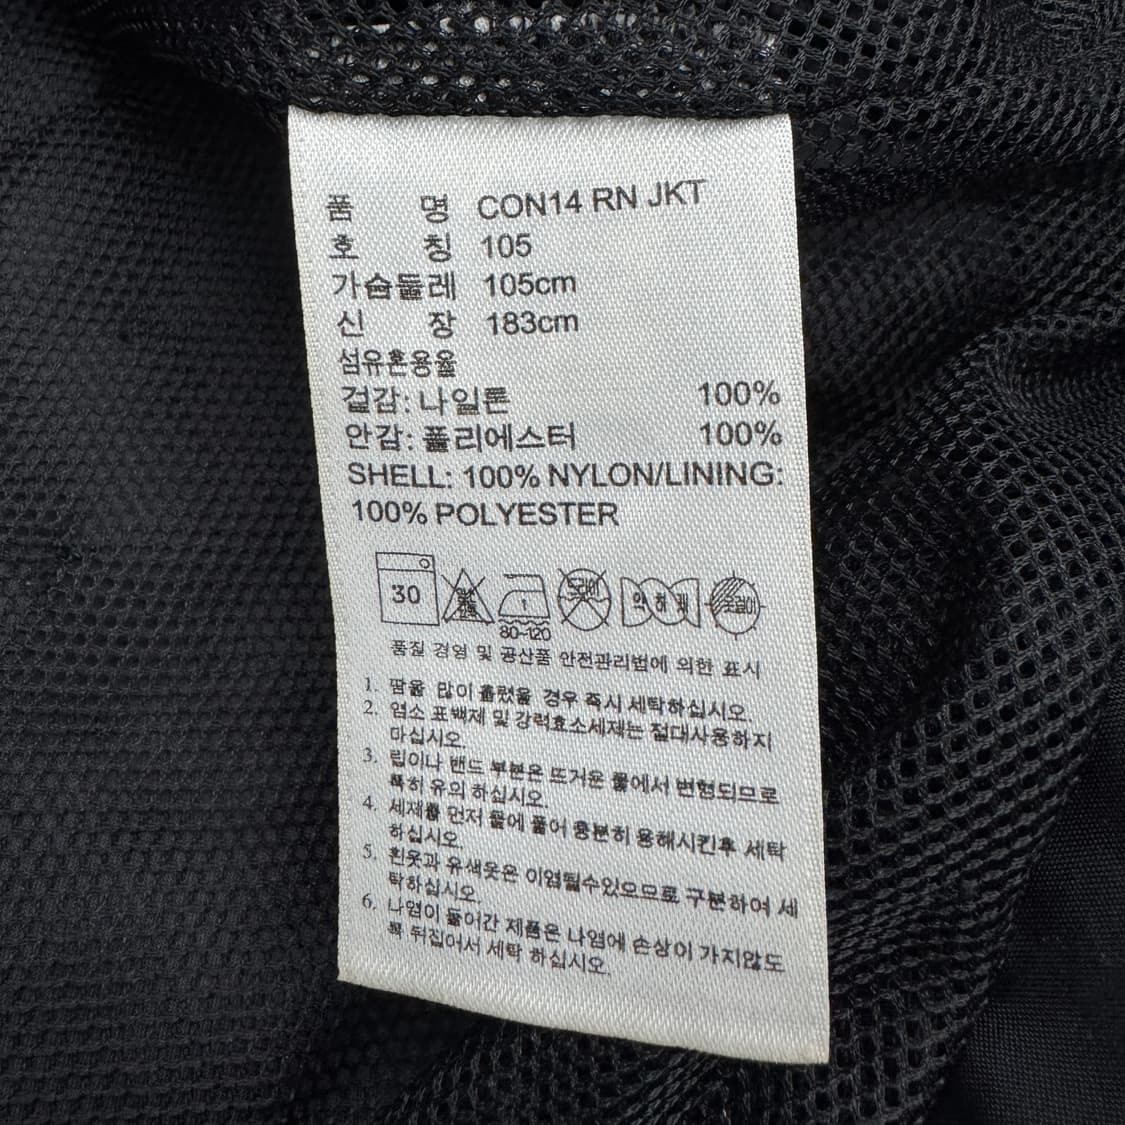 품 명 CON14 RN JKT
호 칭 105
가슴둘레 105cm
신 장 183cm
섬유혼용율
겉감: 나일론 100%
안감: 폴리에스터 100%
SHELL: 100% NYLON/LINING:
100% POLYESTER
30
80~120
약 하 게
품질 경영 및 공산품 안전관리법에 의한 표시
1. 땀을 많이 흘렸을 경우 즉시 세탁하십시오.
2. 염소 표백제 및 강력효소세제는 절대사용하지
마십시오.
3. 립이나 밴드 부분은 뜨거운 물에서 변형되므로
특히 유의 하십시오.
4. 세제를 먼저 물에 풀어 충분히 용해시킨후 세탁
하십시오.
5. 흰옷과 유색옷은 이염될수있으므로 구분하여 세
탁하십시오.
6. 나염이 들어간 제품은 나염에 손상이 가지않도
록 뒤집어서 세탁 하십시오.